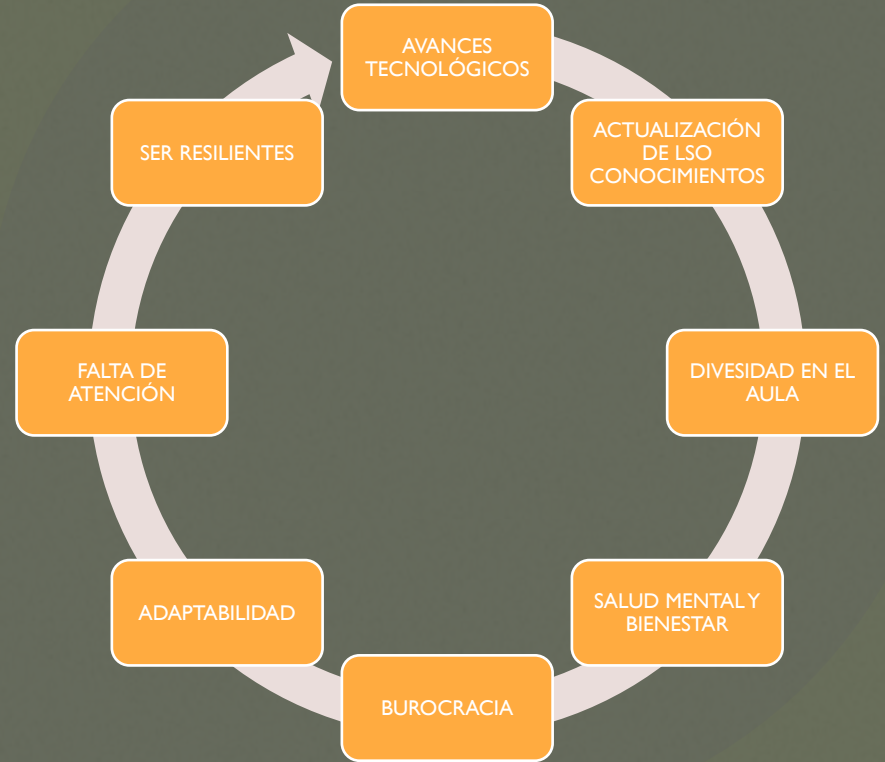 AVANCES
TECNOLÓGICOS
ACTUALIZACIÓN
DE LSO
CONOCIMIENTOS
DIVESIDAD EN EL
AULA
SALUD MENTAL Y
BIENESTAR
BUROCRACIA
ADAPTABILIDAD
FALTA DE
ATENCIÓN
SER RESILIENTES